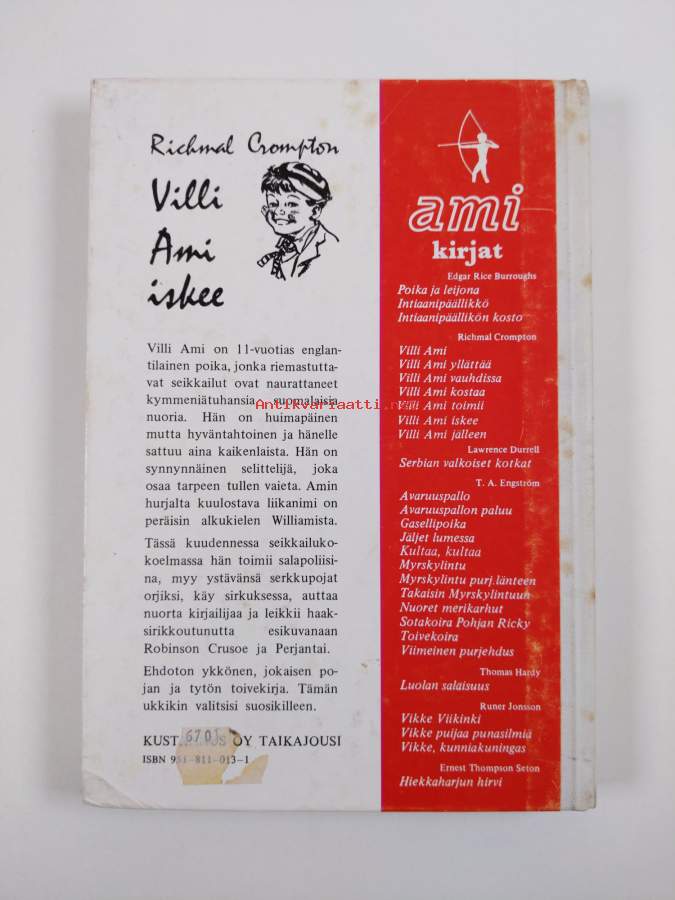 Richmal Crompton
Villi
Ami
iskee
Villi Ami on 11-vuotias englan-
tilainen poika, jonka riemastutta-
vat seikkailut ovat naurattaneet
kymmeniätuhansia suomalaisia
nuoria. Hän on huimapäinen
mutta hyväntahtoinen ja hänelle
sattuu aina kaikenlaista. Hän on
synnynnäinen selittelijä, joka
osaa tarpeen tullen vaieta. Amin
hurjalta kuulostava liikanimi on
peräisin alkukielen Williamista.
Tässä kuudennessa seikkailuko-
koelmassa hän toimii salapoliisi-
na, myy ystävänsä serkkupojat
orjiksi, käy sirkuksessa, auttaa
nuorta kirjailijaa ja leikkii haak-
sirikkoutunutta esikuvanaan
Robinson Crusoe ja Perjantai.
Ehdoton ykkönen, jokaisen po-
jan ja tytön toivekirja. Tämän
ukkikin valitsisi suosikilleen.
6701
OY TAIKAJOUSI
ISBN 951-811-013-1
ami
kirjat
Edgar Rice Burroughs
Poika ja leijona
Intiaanipäällikkö
Intiaanipäällikön kosto
Richmal Crompton
Villi Ami
Villi Ami yllättää
Villi Ami vauhdissa
Villi Ami kostaa
Villi Ami toimii
Villi Ami iskee
Villi Ami jälleen
Lawrence Durrell
Serbian valkoiset kotkat
T. A. Engström
Avaruuspallo
Avaruuspallon paluu
Gasellipoika
Jäljet lumessa
Kultaa, kultaa
Myrskylintu
Myrskylintu purj.länteen
Takaisin Myrskylintuun
Nuoret merikarhut
Sotakoira Pohjan Ricky
Toivekoira
Viimeinen purjehdus
Thomas Hardy
Luolan salaisuus
Runer Jonsson
Vikke Viikinki
Vikke puijaa punasilmiä
Vikke, kunniakuningas
Ernest Thompson Seton
Hiekkaharjun hirvi